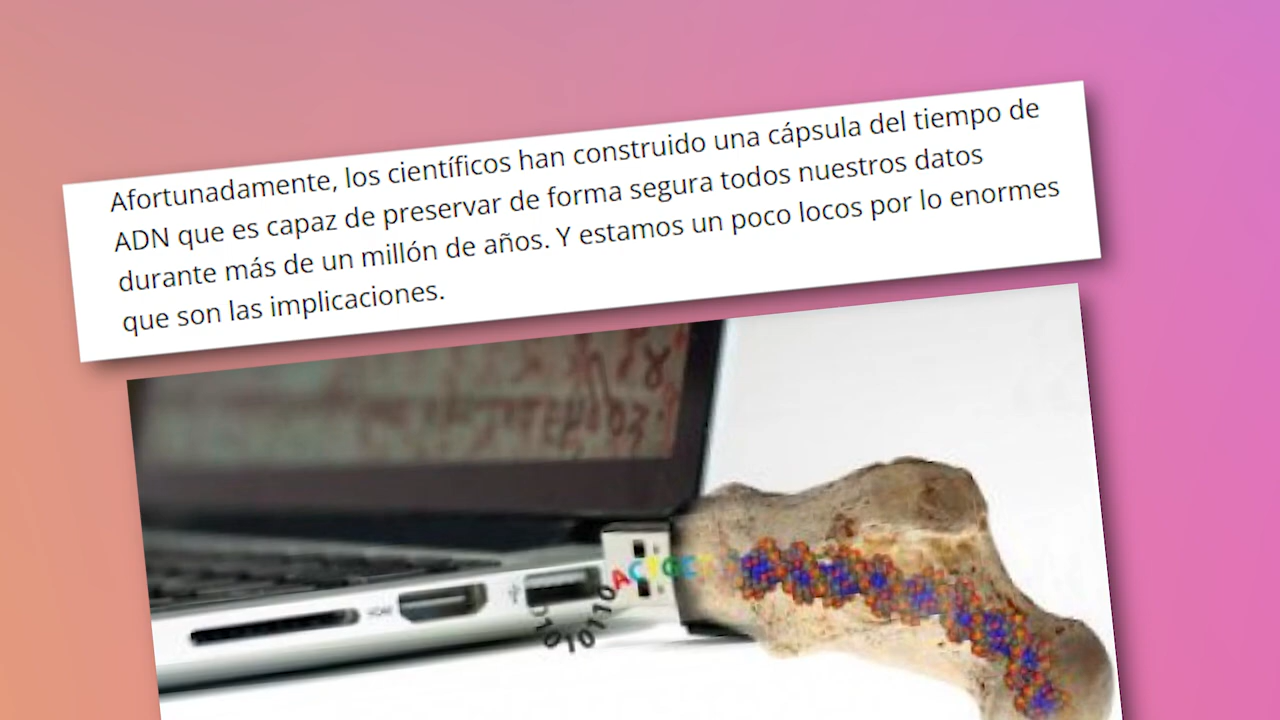 Afortunadamente, los científicos han construido una cápsula del tiempo de
ADN que es capaz de preservar de forma segura todos nuestros datos
durante más de un millón de años. Y estamos un poco locos por lo enormes
que son las implicaciones.